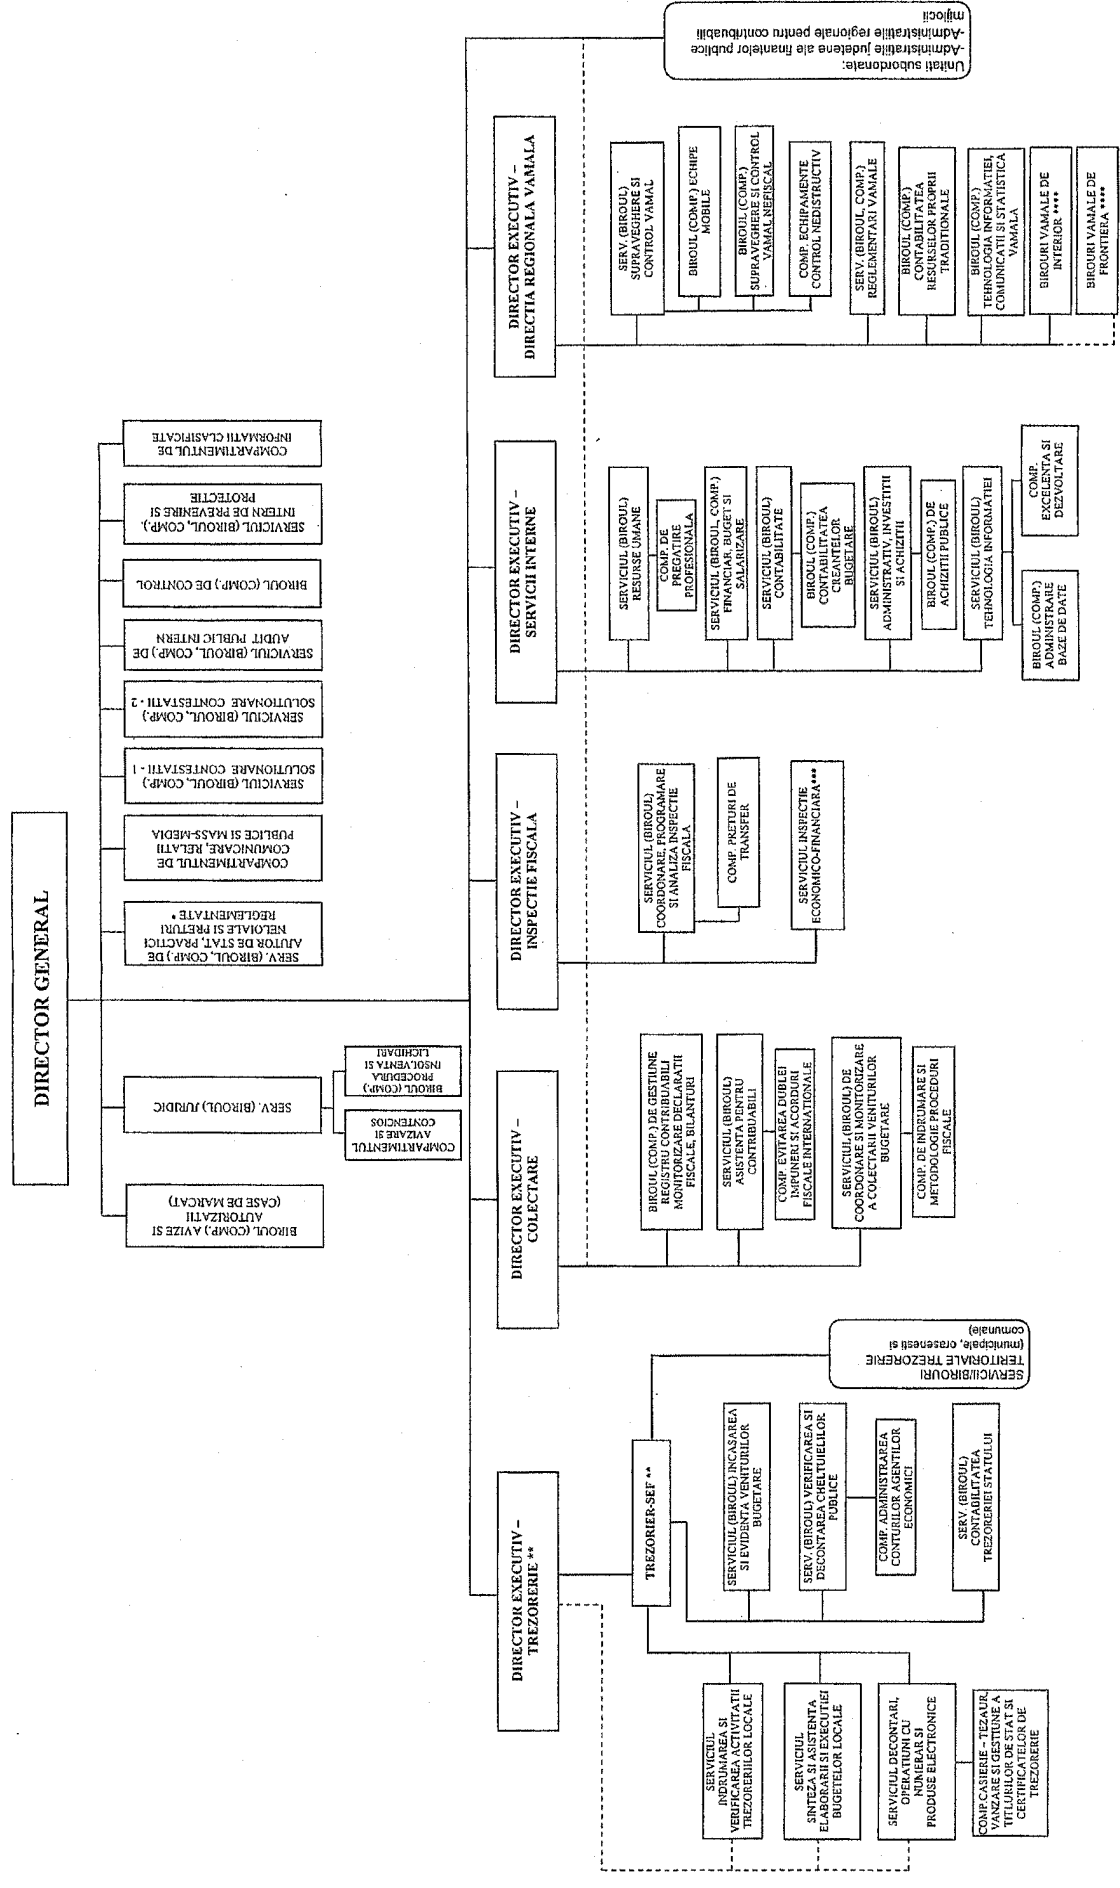 DIRECTOR GENERAL
BIROUL (COMP.) AVIZE SI
AUTORIZATII
(CASE DE MARCAT)
SERV. (BIROUL) JURIDIC
COMPARTIMENTUL
AVIZARE SI
CONTENCIOS
BIROUL (COMP.)
PROCEDURA
INSOLVENTA SI
LICHIDARI
SERV. (BIROUL, COMP.) DE
AJUTOR DE STAT, PRACTICI
NELOIALE SI PRETURI
REGLEMENTATE *
COMPARTIMENTUL DE
COMUNICARE, RELATII
PUBLICE SI MASS-MEDIA
SERVICIUL (BIROUL, COMP.)
SOLUTIONARE CONTESTATII - 1
SERVICIUL (BIROUL, COMP.)
SOLUTIONARE CONTESTATII - 2
SERVICIUL (BIROUL, COMP.) DE
AUDIT PUBLIC INTERN
BIROUL (COMP.) DE CONTROL
SERVICIUL (BIROUL, COMP.)
INTERN DE PREVENIRE SI
PROTECTIE
COMPARTIMENTUL DE
INFORMATII CLASIFICATE
DIRECTOR EXECUTIV –
TREZORERIE **
TREZORIER-SEF **
SERVICIUL
INDRUMAREA SI
VERIFICAREA ACTIVITATII
TREZORERIILOR LOCALE
SERVICIUL
SINTEZA SI ASISTENTA
ELABORARII SI EXECUTIEI
BUGETELOR LOCALE
SERVICIUL DECONTARI,
OPERATIUNI CU
NUMERAR SI
PRODUSE ELECTRONICE
COMP.CASIERIE – TEZAUR,
VANZARE SI GESTIUNE A
TITLURILOR DE STAT SI
CERTIFICATELOR DE
TREZORERIE
SERVICIUL (BIROUL) INCASAREA
SI EVIDENTA VENITURILOR
BUGETARE
SERV. (BIROUL) VERIFICAREA SI
DECONTAREA CHELTUIELILOR
PUBLICE
COMP. ADMINISTRAREA
CONTURILOR AGENTILOR
ECONOMICI
SERV. (BIROUL)
CONTABILITATEA
TREZORERIEI STATULUI
SERVICII/BIROURI
TERITORIALE TREZORERIE
(municipale, orasenesti si
comunale)
DIRECTOR EXECUTIV –
COLECTARE
BIROUL (COMP.) DE GESTIUNE
REGISTRU CONTRIBUABILI
MONITORIZARE DECLARATII
FISCALE, BILANTURI
SERVICIUL (BIROUL)
ASISTENTA PENTRU
CONTRIBUABILI
COMP. EVITAREA DUBLEI
IMPUNERI SI ACORDURI
FISCALE INTERNATIONALE
SERVICIUL (BIROUL) DE
COORDONARE SI MONITORIZARE
A COLECTARII VENITURILOR
BUGETARE
COMP. DE INDRUMARE SI
METODOLOGIE PROCEDURI
FISCALE
DIRECTOR EXECUTIV –
INSPECTIE FISCALA
SERVICIUL (BIROUL)
COORDONARE, PROGRAMARE
SI ANALIZA INSPECTIE
FISCALA
COMP. PRETURI DE
TRANSFER
SERVICIUL INSPECTIE
ECONOMICO-FINANCIARA***
DIRECTOR EXECUTIV –
SERVICII INTERNE
SERVICIUL (BIROUL)
RESURSE UMANE
COMP. DE
PREGATIRE
PROFESIONALA
SERVICIUL (BIROUL, COMP.)
FINANCIAR, BUGET SI
SALARIZARE
SERVICIUL (BIROUL)
CONTABILITATE
BIROUL (COMP.)
CONTABILITATEA
CREANTELOR
BUGETARE
SERVICIUL (BIROUL)
ADMINISTRATIV, INVESTITII
SI ACHIZITII
BIROUL (COMP.) DE
ACHIZITII PUBLICE
SERVICIUL (BIROUL)
TEHNOLOGIA INFORMATIEI
BIROUL (COMP.)
ADMINISTRARE
BAZE DE DATE
COMP.
EXCELENTA SI
DEZVOLTARE
DIRECTOR EXECUTIV –
DIRECTIA REGIONALA VAMALA
SERV. (BIROUL)
SUPRAVEGHERE SI
CONTROL VAMAL
BIROUL (COMP.) ECHIPE
MOBILE
BIROUL (COMP.)
SUPRAVEGHERE SI CONTROL
VAMAL NEFISCAL
COMP. ECHIPAMENTE
CONTROL NEDISTRUCTIV
SERV. (BIROUL, COMP.)
REGLEMENTARI VAMALE
BIROUL (COMP.)
CONTABILITATEA
RESURSELOR PROPRII
TRADITIONALE
BIROUL (COMP.)
TEHNOLOGIA INFORMATIEI,
COMUNICATII SI STATISTICA
VAMALA
BIROURI VAMALE DE
INTERIOR ****
BIROURI VAMALE DE
FRONTIERA ****
Unitati subordonate:
-Administratiile judetene ale finantelor publice
-Administratiile regionale pentru contribuabili
mijlocii